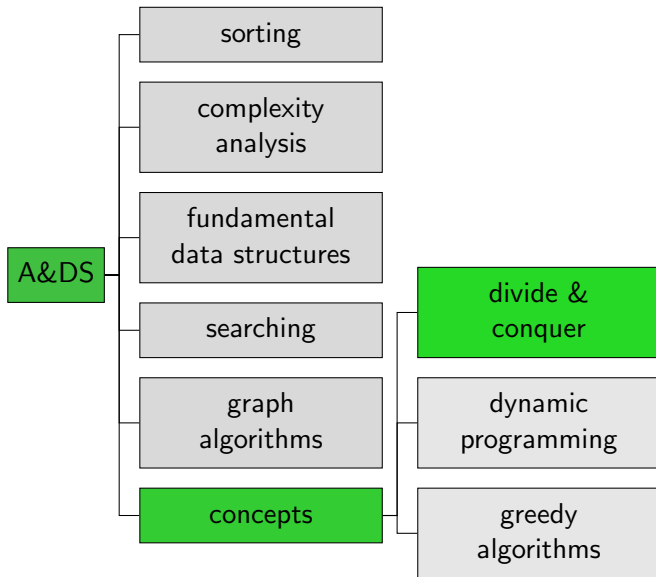 A&DS
sorting
complexity
analysis
fundamental
data structures
searching
graph
algorithms
concepts
divide &
conquer
dynamic
programming
greedy
algorithms